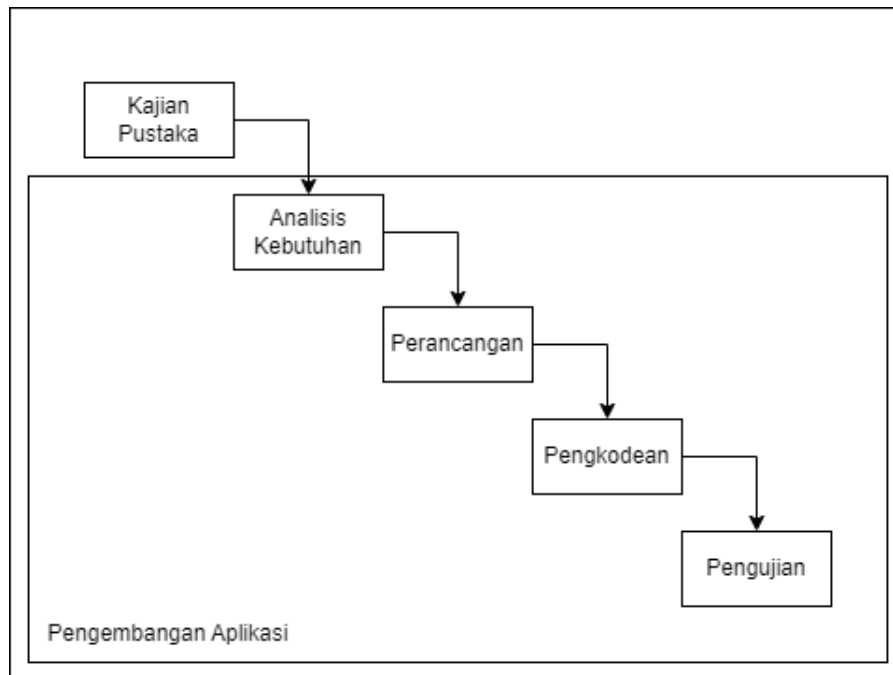 Kajian
Pustaka
Analisis
Kebutuhan
Perancangan
Pengkodean
Pengujian
Pengembangan Aplikasi